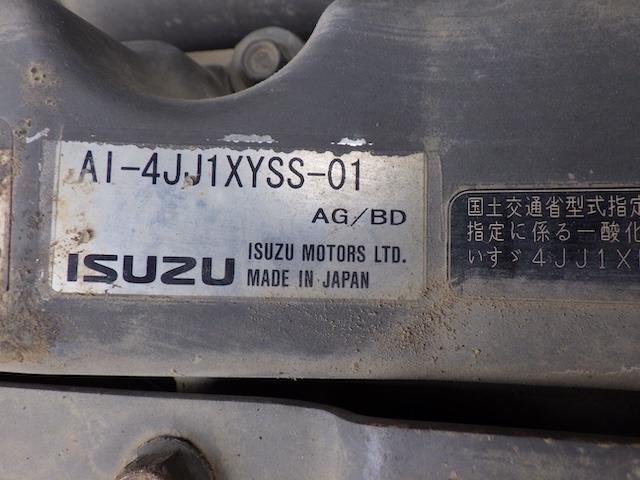 AI-4JJ1XYSS-01
AG/BD
ISUZU
ISUZU MOTORS LTD.
MADE IN JAPAN
国土交通省型式指定
指定に係る一酸化
いすゞ4JJ1X